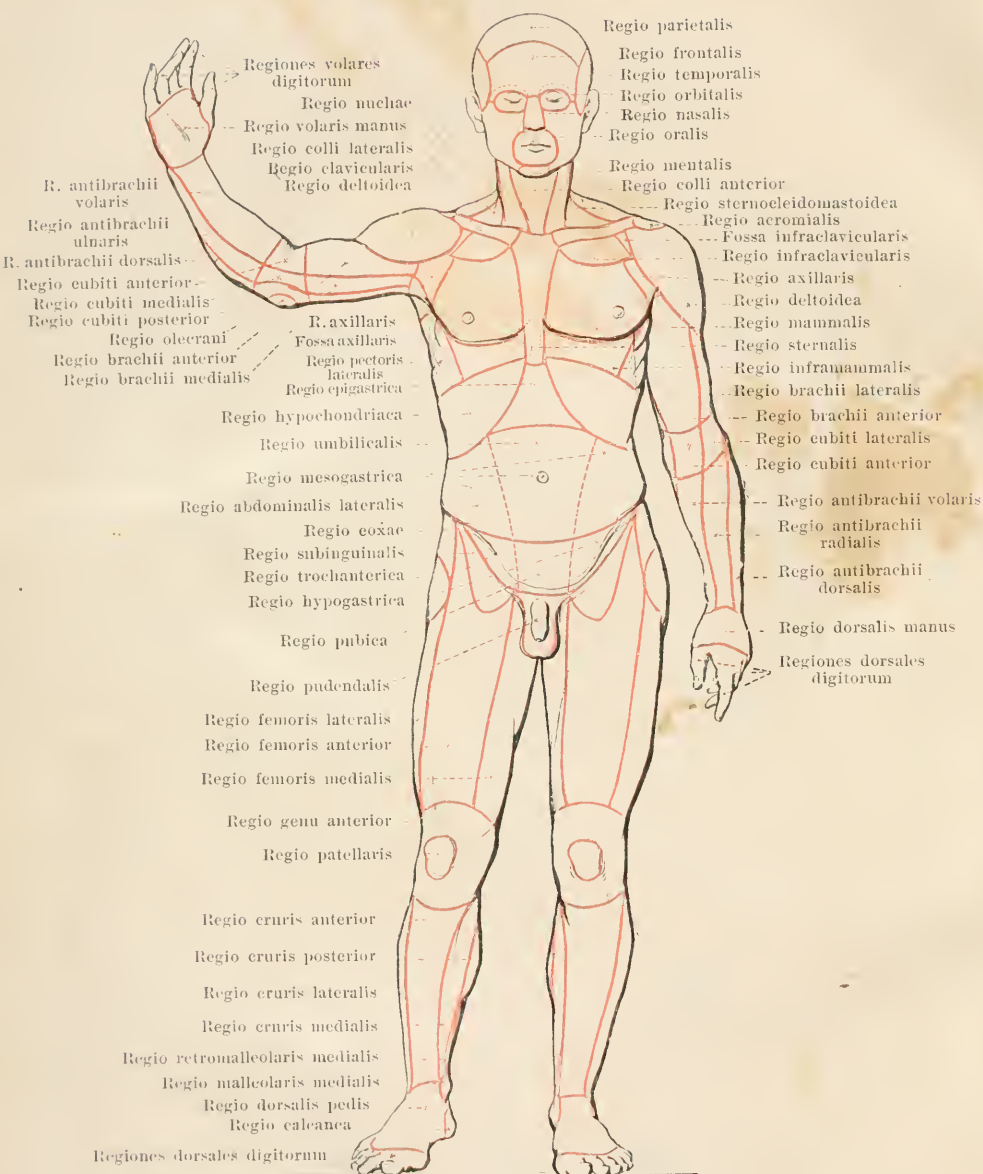 Regio parietalis
Regio frontalis
Regio temporalis
Regio orbitalis
Regio nasalis
Regio oralis
Regio mentalis
Regio colli anterior
Regio sternocleidomastoidea
Regio acromialis
Fossa infraclavicularis
Regio infraclavicularis
Regio axillaris
Regio deltoidea
Regio mammalis
Regio sternalis
Regio inframammalis
Regio brachii lateralis
Regio brachii anterior
Regio cubiti lateralis
Regio cubiti anterior
Regio antibrachii volaris
Regio antibrachii
radialis
Regio antibrachii
dorsalis
Regio dorsalis manus
Regiones dorsales
digitorum
Regiones volares
digitorum
Regio nuchae
Regio volaris manus
Regio colli lateralis
Regio clavicularis
Regio deltoidea
R. antibrachii
volaris
Regio antibrachii
ulnaris
R. antibrachii dorsalis
Regio cubiti anterior
Regio cubiti medialis
Regio cubiti posterior
Regio olecrani
Regio brachii anterior
Regio brachii medialis
R. axillaris
Fossa axillaris
Regio pectoris
lateralis
Regio epigastrica
Regio hypochondriaca
Regio umbilicalis
Regio mesogastrica
Regio abdominalis lateralis
Regio coxae
Regio subinguinalis
Regio trochanterica
Regio hypogastrica
Regio pubica
Regio pudendalis
Regio femoris lateralis
Regio femoris anterior
Regio femoris medialis
Regio genu anterior
Regio patellaris
Regio cruris anterior
Regio cruris posterior
Regio cruris lateralis
Regio cruris medialis
Regio retromalleolaris medialis
Regio malleolaris medialis
Regio dorsalis pedis
Regio calcanea
Regiones dorsales digitorum